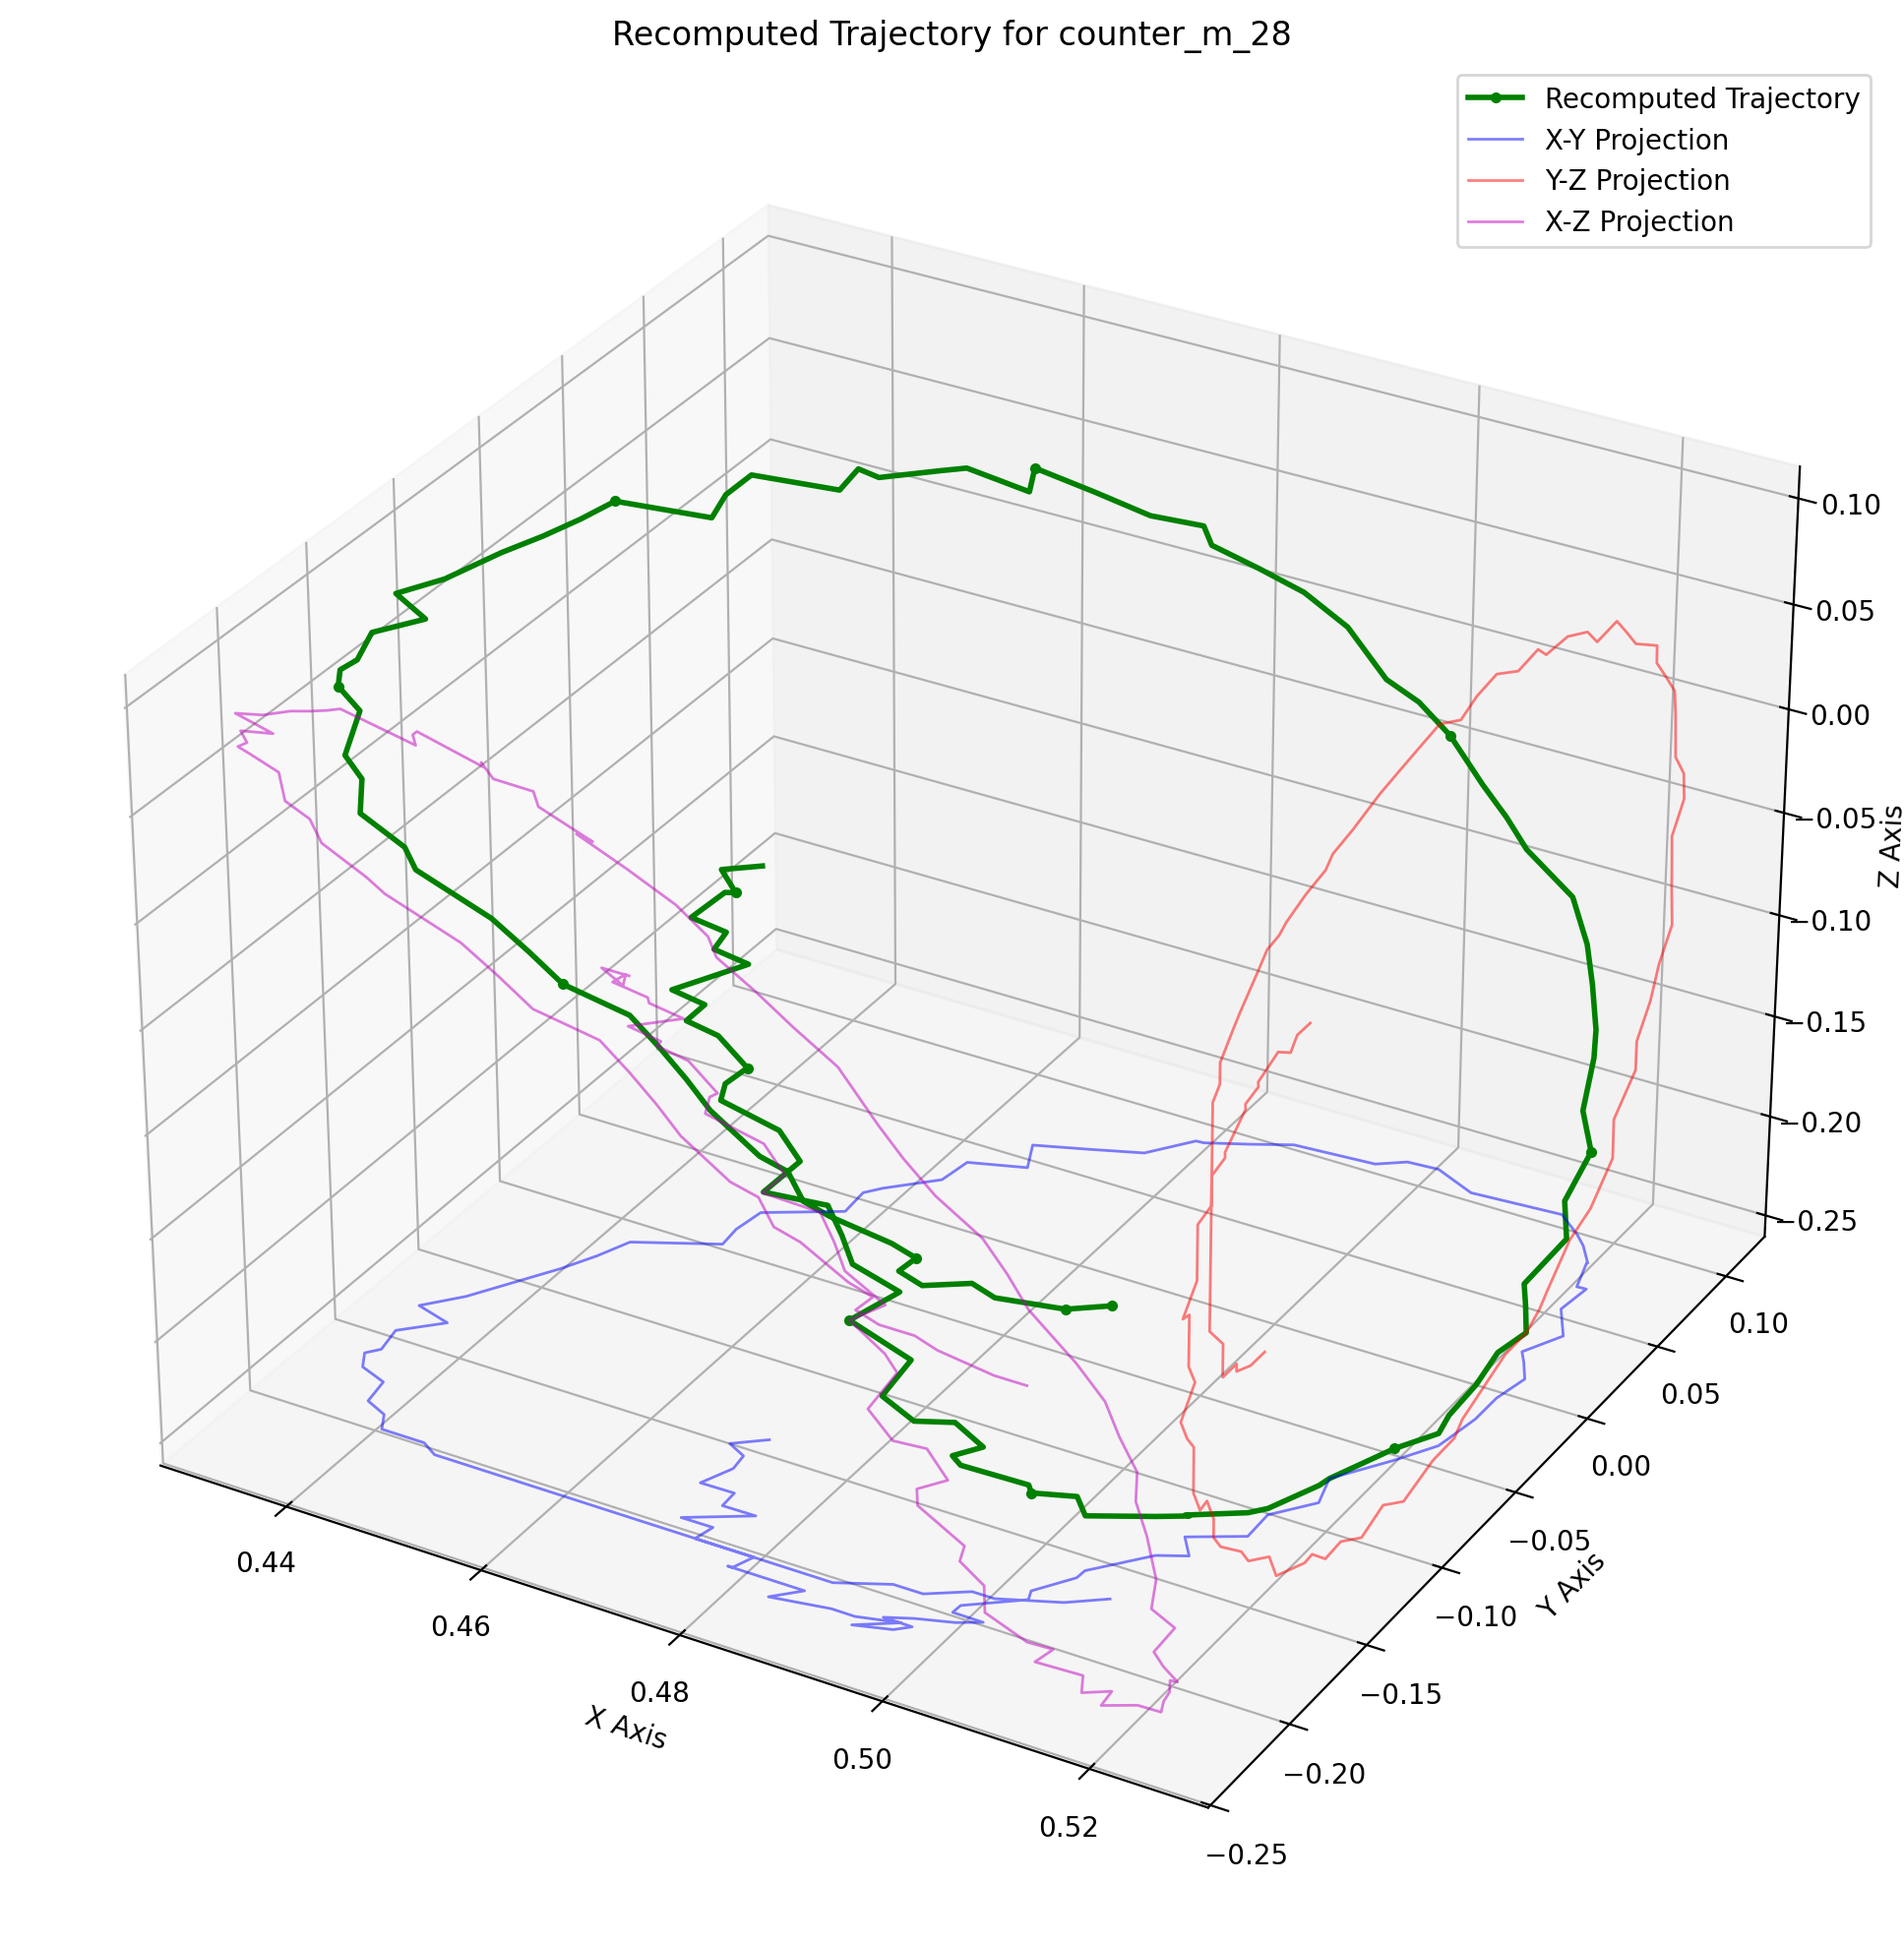 Recomputed Trajectory for counter_m_28
Recomputed Trajectory
X-Y Projection
Y-Z Projection
X-Z Projection
0.10
0.05
0.00
−0.05
−0.10
−0.15
−0.20
−0.25
Z Axis
0.10
0.05
0.00
−0.05
−0.10
−0.15
−0.20
−0.25
Y Axis
0.44
0.46
0.48
0.50
0.52
X Axis